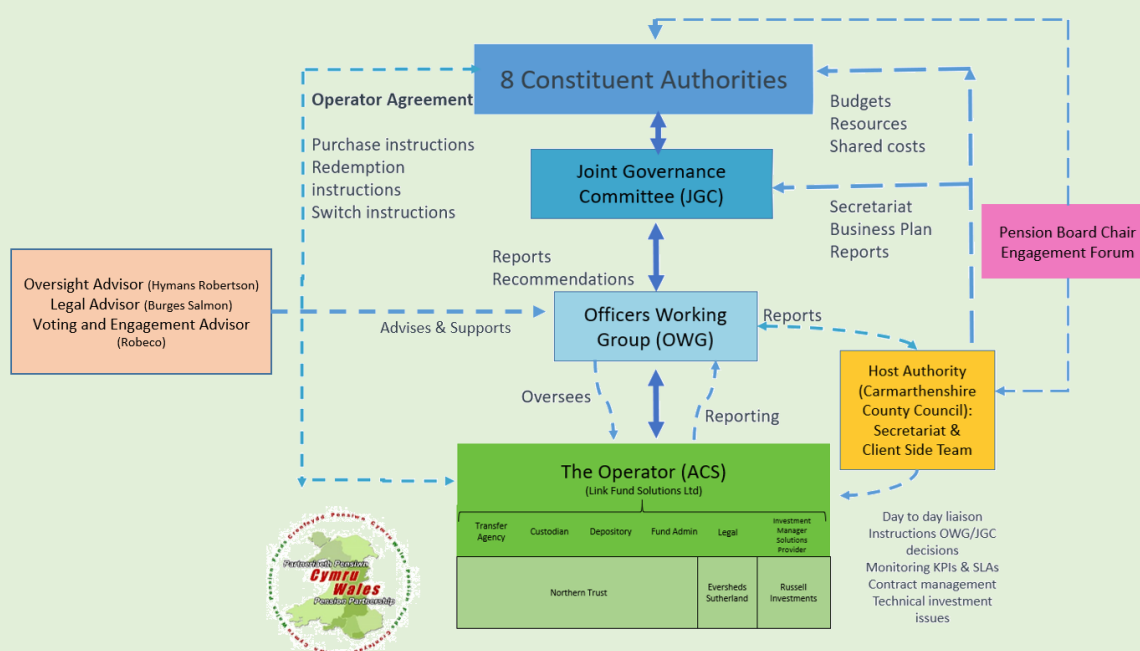 8 Constituent Authorities
Operator Agreement
Purchase instructions
Redemption
instructions
Switch instructions
Budgets
Resources
Shared costs
Joint Governance
Committee (JGC)
Secretariat
Business Plan
Reports
Pension Board Chair
Engagement Forum
Reports
Recommendations
Oversight Advisor (Hymans Robertson)
Legal Advisor (Burges Salmon)
Voting and Engagement Advisor
(Robeco)
Advises & Supports
Officers Working
Group (OWG)
Reports
Host Authority
(Carmarthenshire
County Council):
Secretariat &
Client Side Team
Oversees
Reporting
The Operator (ACS)
(Link Fund Solutions Ltd)
Transfer
Agency
Custodian
Depository
Fund Admin
Legal
Investment
Manager
Solutions
Provider
Northern Trust
Eversheds
Sutherland
Russell
Investments
Day to day liaison
Instructions OWG/JGC
decisions
Monitoring KPIs & SLAs
Contract management
Technical investment
issues
Partneriaeth Pensiwn
Cymru
Wales
Pension Partnership